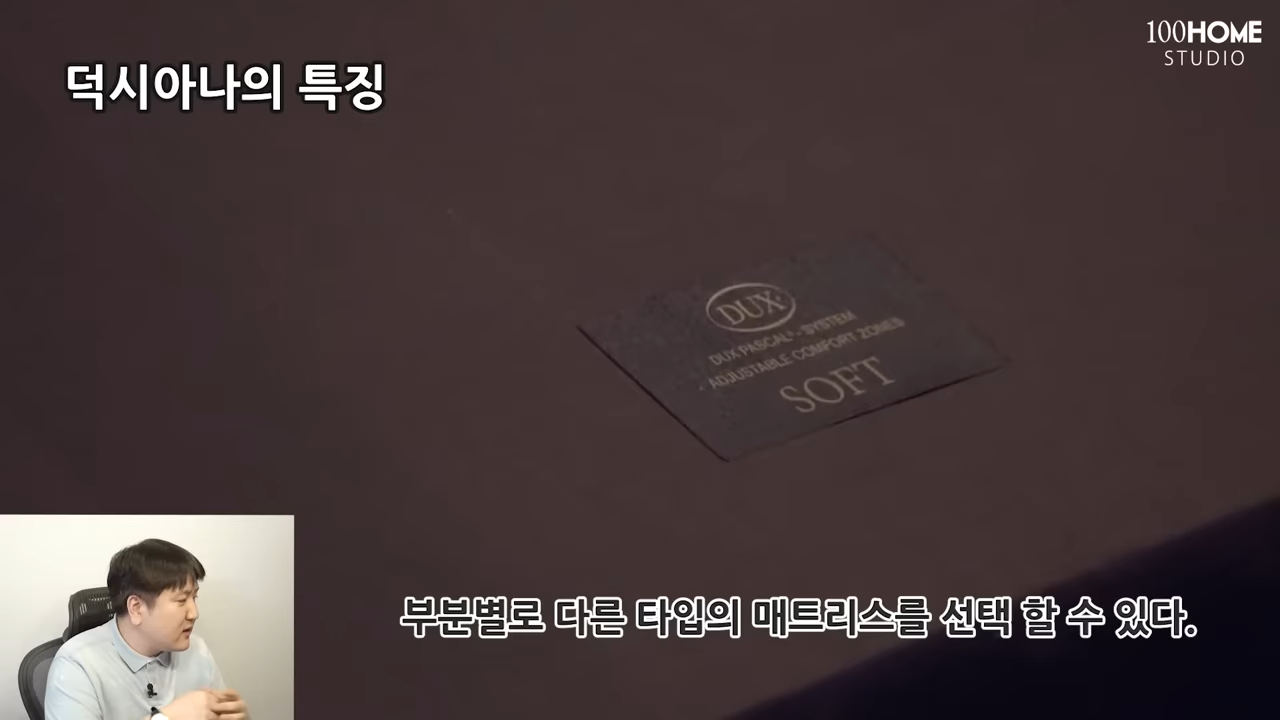 100HOME
STUDIO
덕시아나의 특징
DUX
DUX PASCAL®-SYSTEM
ADJUSTABLE COMFORT ZONES
SOFT
부분별로 다른 타입의 매트리스를 선택 할 수 있다.